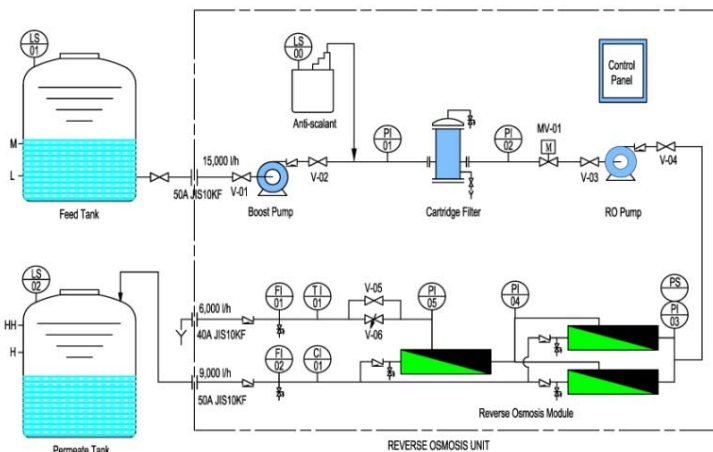 LS
01
LS
00
Anti-scalant
Control
Panel
M
L
15,000 l/h
50A JIS10KF
V-01
Boost Pump
V-02
PI
01
Cartridge Filter
PI
02
MV-01
M
V-03
RO Pump
V-04
Feed Tank
LS
02
HH
H
Permeate Tank
6,000 l/h
40A JIS10KF
FI
01
TI
01
V-05
V-06
PI
05
PI
04
PS
PI
03
9,000 l/h
50A JIS10KF
FI
02
CI
01
Reverse Osmosis Module
REVERSE OSMOSIS UNIT